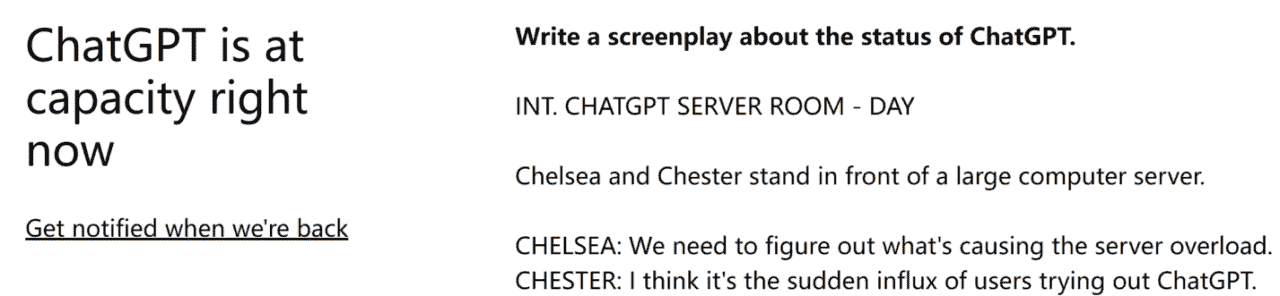 ChatGPT is at
capacity right
now
Get notified when we're back
Write a screenplay about the status of ChatGPT.
INT. CHATGPT SERVER ROOM - DAY
Chelsea and Chester stand in front of a large computer server.
CHELSEA: We need to figure out what's causing the server overload.
CHESTER: I think it's the sudden influx of users trying out ChatGPT.